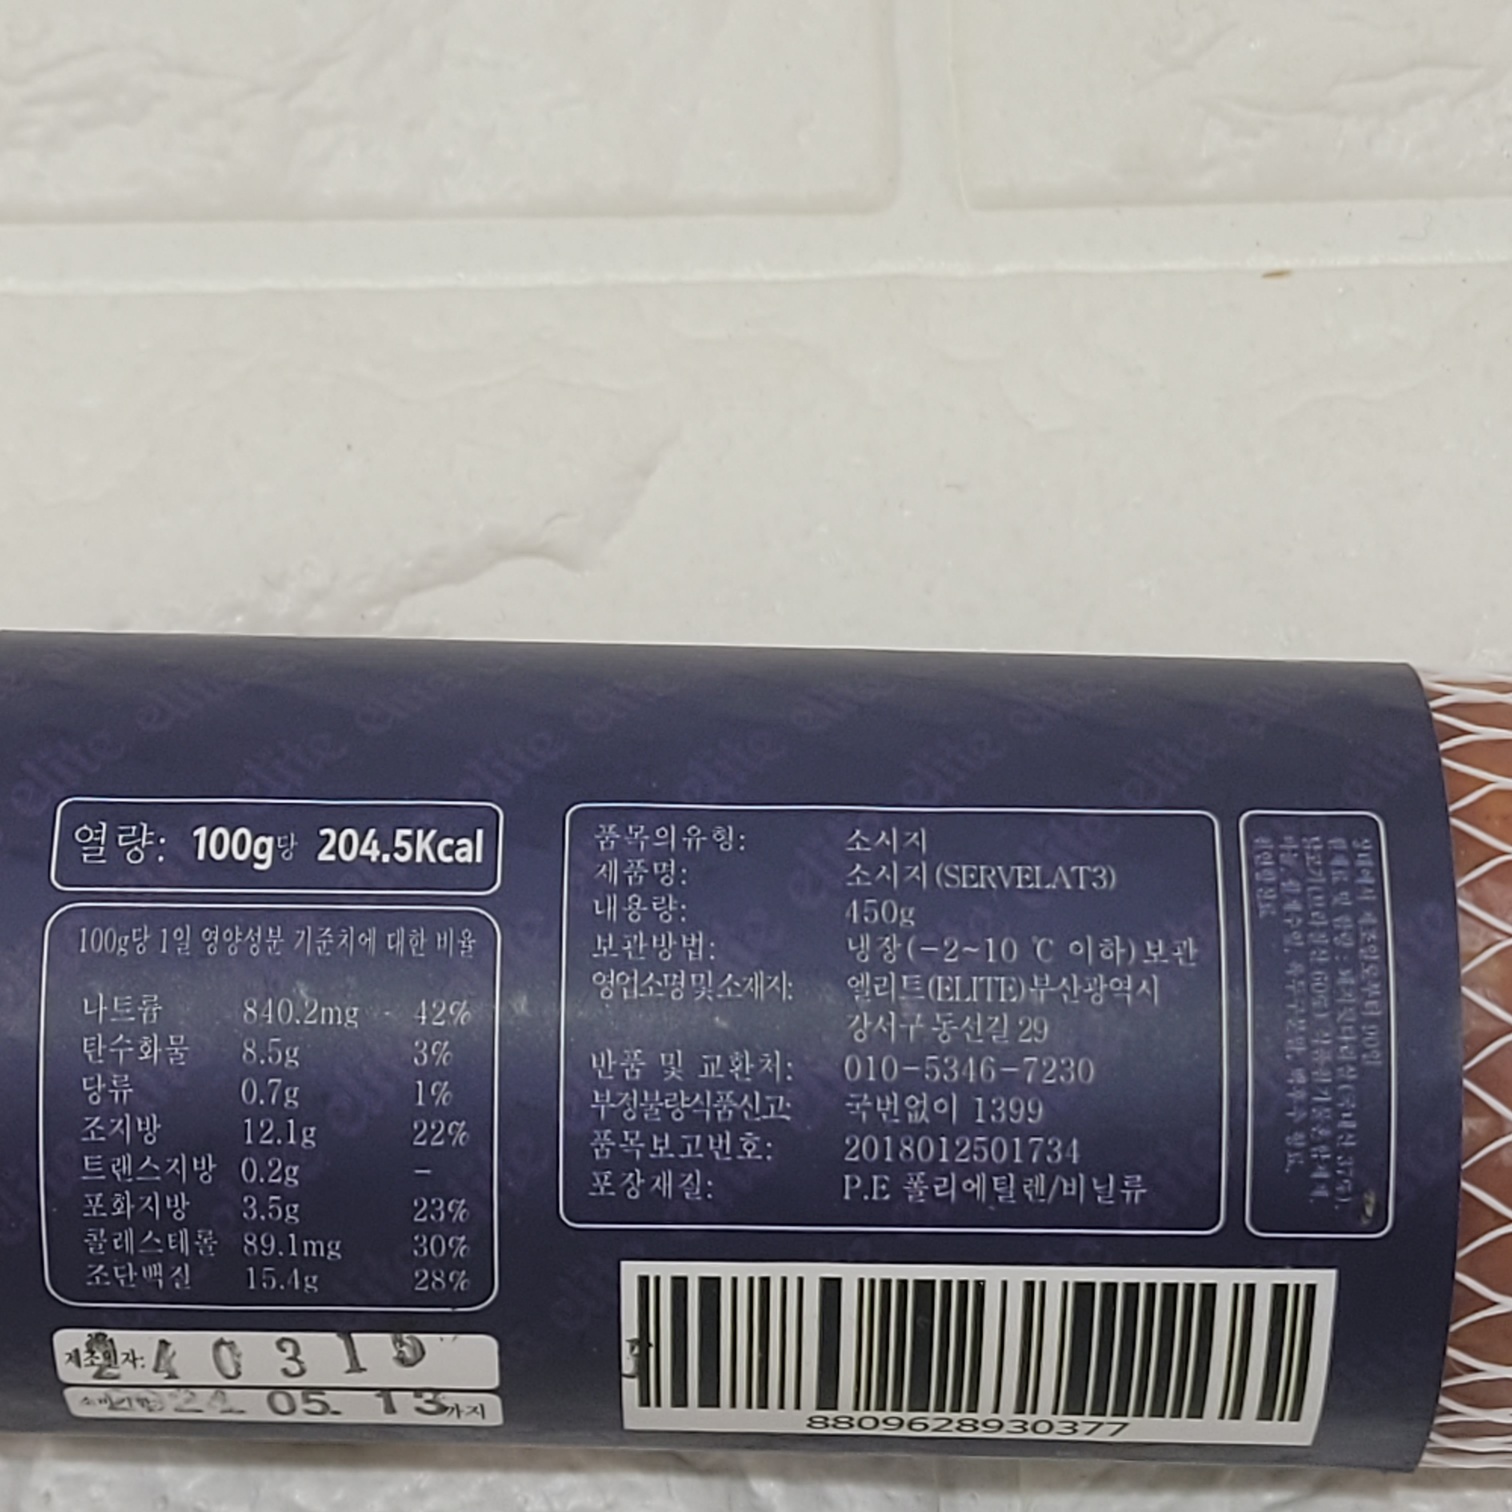 열량: 100g당 204.5Kcal
100g당 1일 영양성분 기준치에 대한 비율
나트륨 840.2mg 42%
탄수화물 8.5g 3%
당류 0.7g 1%
조지방 12.1g 22%
트랜스지방 0.2g -
포화지방 3.5g 23%
콜레스테롤 89.1mg 30%
조단백질 15.4g 28%
제조일자: 240315
24. 05. 13까지
품목의유형: 소시지
제품명: 소시지(SERVELAT3)
내용량: 450g
보관방법: 냉장(-2~10 ℃ 이하)보관
영업소명및소재지: 엘리트(ELITE)부산광역시
강서구 동선길 29
반품 및 교환처: 010-5346-7230
부정불량식품신고: 국번없이 1399
품목보고번호: 2018012501734
포장재질: P.E 폴리에틸렌/비닐류
8809628930377
elite